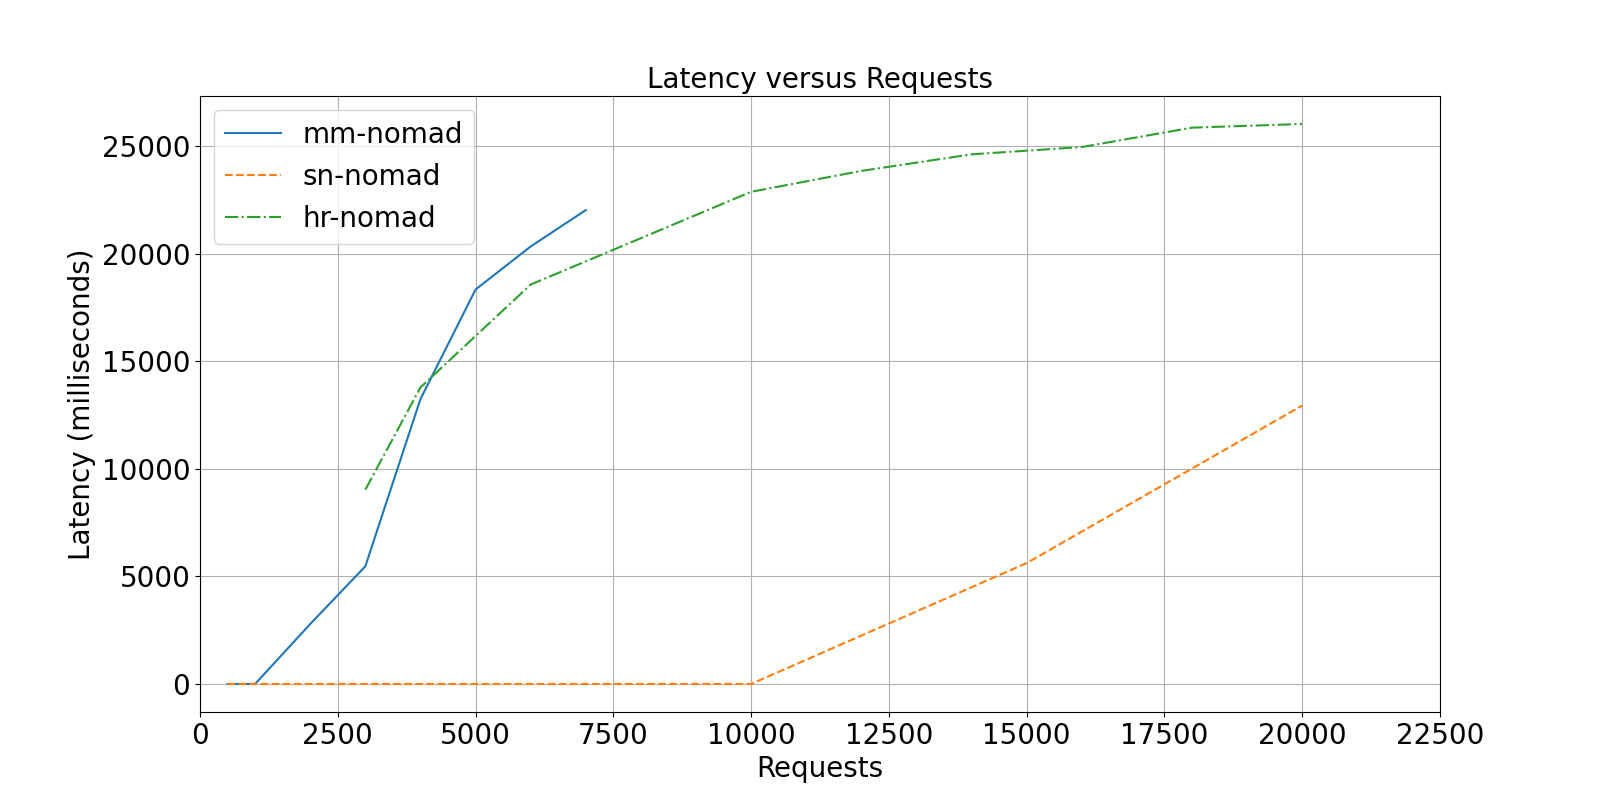 Latency versus Requests
mm-nomad
sn-nomad
hr-nomad
Latency (milliseconds)
25000
20000
15000
10000
5000
0
0 2500 5000 7500 10000 12500 15000 17500 20000 22500
Requests